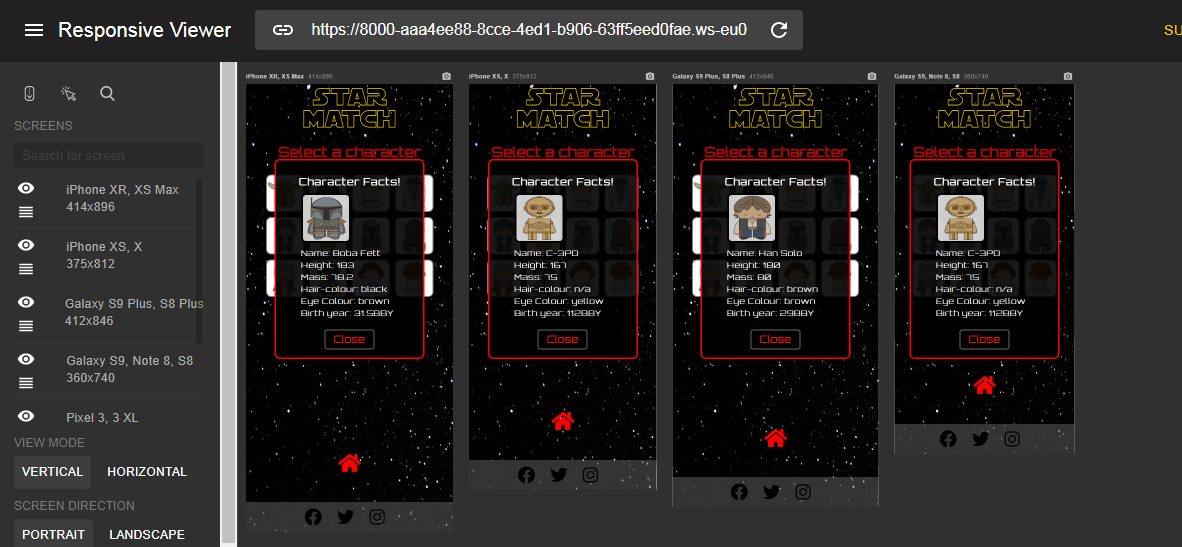 Responsive Viewer
https://8000-aaa4ee88-8cce-4ed1-b906-63ff5eed0fae.ws-eu0
SU
SCREENS
Search for screen
iPhone XR, XS Max
414x896
iPhone XS, X
375x812
Galaxy S9 Plus, S8 Plus
412x846
Galaxy S9, Note 8, S8
360x740
Pixel 3, 3 XL
VIEW MODE
VERTICAL HORIZONTAL
SCREEN DIRECTION
PORTRAIT LANDSCAPE
iPhone XR, XS Max 414x896
STAR
MATCH
Select a character
Character Facts!
Name: Boba Fett
Height: 183
Mass: 78.2
Hair-colour: black
Eye Colour: brown
Birth year: 31.5BBY
Close
iPhone XS, X 375x812
STAR
MATCH
Select a character
Character Facts!
Name: C-3PO
Height: 167
Mass: 75
Hair-colour: n/a
Eye Colour: yellow
Birth year: 112BBY
Close
Galaxy S9 Plus, S8 Plus 412x846
STAR
MATCH
Select a character
Character Facts!
Name: Han Solo
Height: 180
Mass: 80
Hair-colour: brown
Eye Colour: brown
Birth year: 29BBY
Close
Galaxy S9, Note 8, S8 360x740
STAR
MATCH
Select a character
Character Facts!
Name: C-3PO
Height: 167
Mass: 75
Hair-colour: n/a
Eye Colour: yellow
Birth year: 112BBY
Close